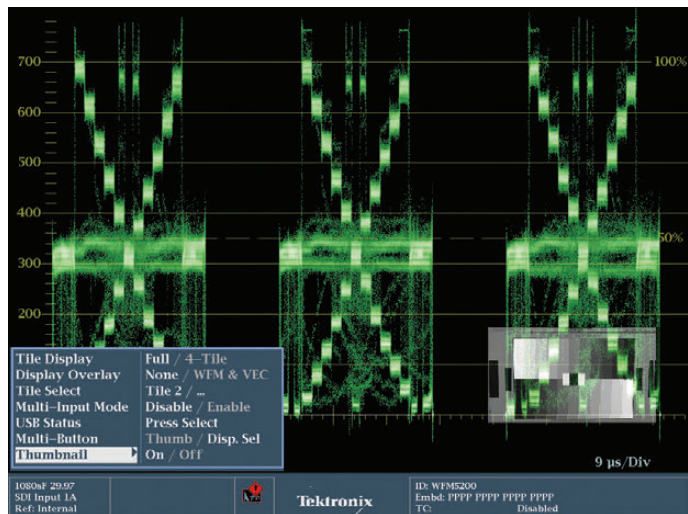 700
100%
600
500
400
300
50%
200
Tile Display Full / 4–Tile
Display Overlay None / WFM & VEC
Tile Select Tile 2 / ...
Multi–Input Mode Disable / Enable
USB Status Press Select
Multi–Button Thumb / Disp. Sel
Thumbnail On / Off
9 µs/Div
1080sF 29.97
SDI Input 1A
Ref: Internal
Tektronix
ID: WFM5200
Embd: PPPP PPPP PPPP PPPP
TC: Disabled